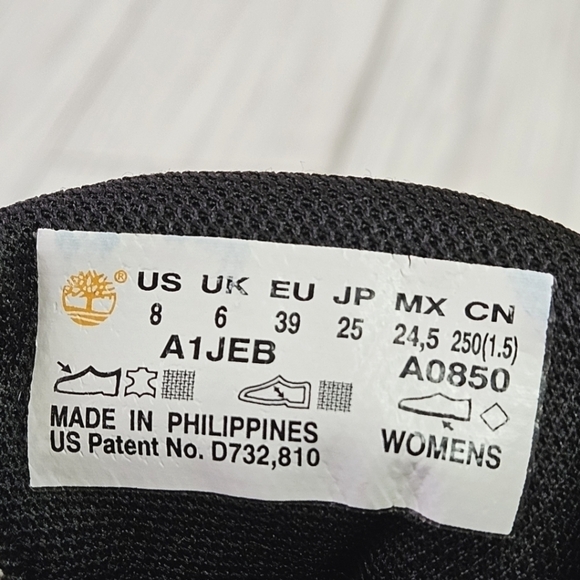 ® US UK EU JP MX CN
8 6 39 25 24,5 250(1.5)
A1JEB A0850
MADE IN PHILIPPINES
US Patent No. D732,810
WOMENS